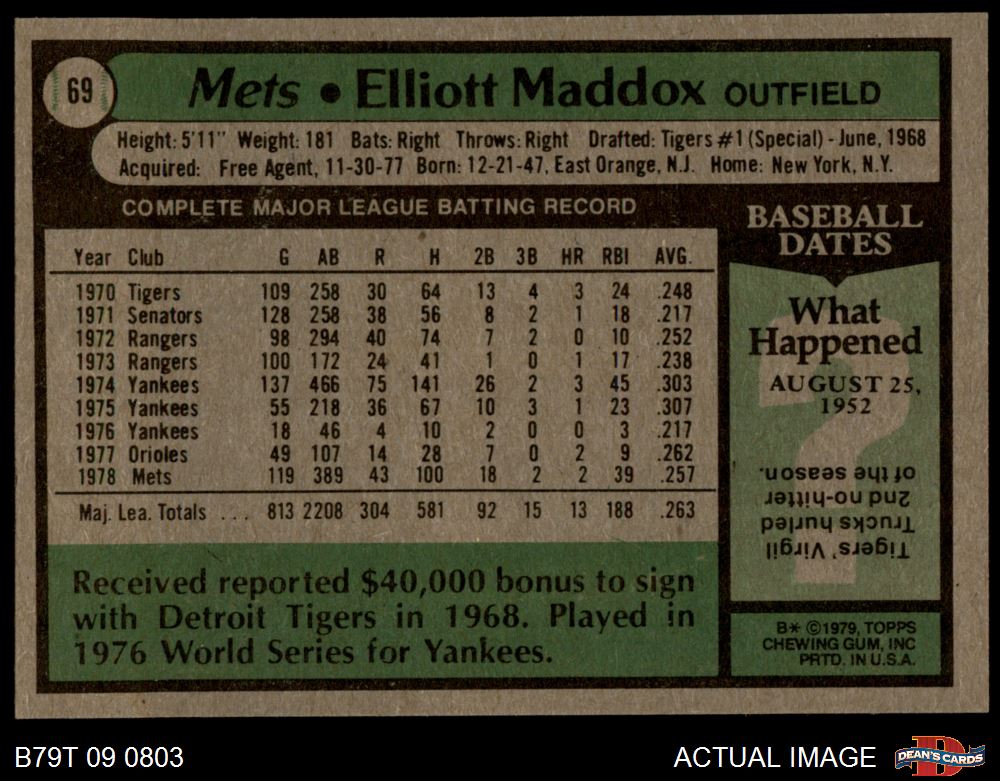 69
Mets • Elliott Maddox OUTFIELD
Height: 5'11" Weight: 181 Bats: Right Throws: Right Drafted: Tigers #1 (Special) - June, 1968
Acquired: Free Agent, 11-30-77 Born: 12-21-47, East Orange, N.J. Home: New York, N.Y.
COMPLETE MAJOR LEAGUE BATTING RECORD
Year Club G AB R H 2B 3B HR RBI AVG.
1970 Tigers 109 258 30 64 13 4 3 24 .248
1971 Senators 128 258 38 56 8 2 1 18 .217
1972 Rangers 98 294 40 74 7 2 0 10 .252
1973 Rangers 100 172 24 41 1 0 1 17 .238
1974 Yankees 137 466 75 141 26 2 3 45 .303
1975 Yankees 55 218 36 67 10 3 1 23 .307
1976 Yankees 18 46 4 10 2 0 0 3 .217
1977 Orioles 49 107 14 28 7 0 2 9 .262
1978 Mets 119 389 43 100 18 2 2 39 .257
Maj. Lea. Totals ... 813 2208 304 581 92 15 13 188 .263
Received reported $40,000 bonus to sign
with Detroit Tigers in 1968. Played in
1976 World Series for Yankees.
BASEBALL
DATES
What
Happened
AUGUST 25,
1952
?
Tigers' Virgil
Trucks hurled
2nd no-hitter
of the season.
B* ©1979, TOPPS
CHEWING GUM, INC
PRTD. IN U.S.A.
B79T 09 0803
ACTUAL IMAGE
D
DEAN'S CARDS